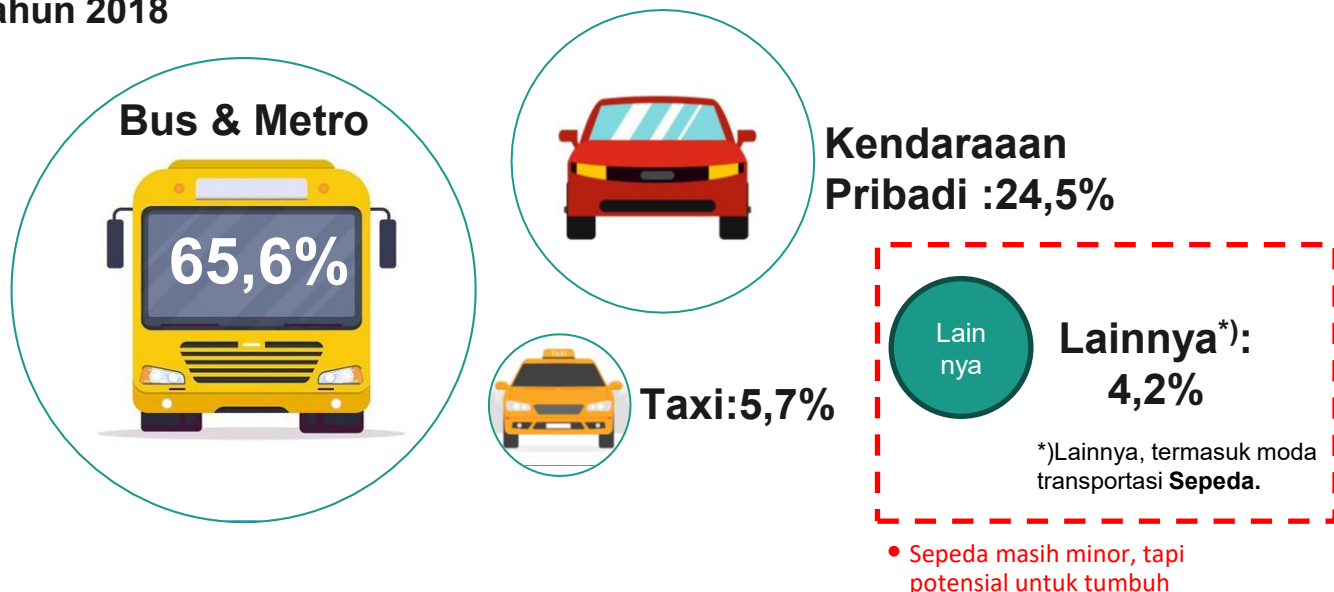 ahun 2018
Bus & Metro
65,6%
Kendaraaan
Pribadi :24,5%
TAXI
Taxi:5,7%
Lain
nya
Lainnya*):
4,2%
*)Lainnya, termasuk moda
transportasi Sepeda.
• Sepeda masih minor, tapi
potensial untuk tumbuh